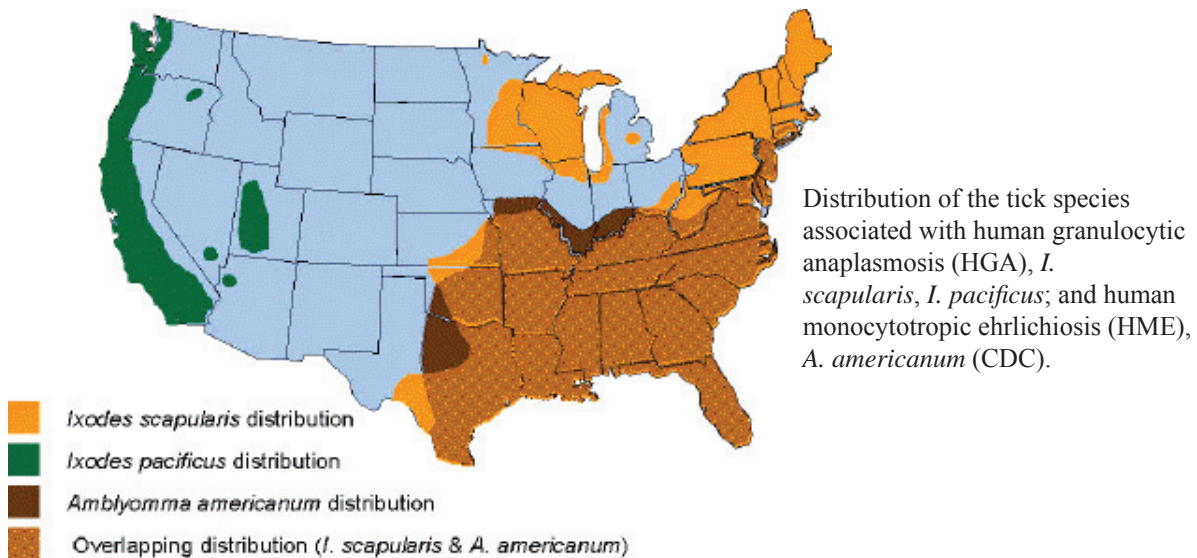 Distribution of the tick species
associated with human granulocytic
anaplasmosis (HGA), I.
scapularis, I. pacificus; and human
monocytotropic ehrlichiosis (HME),
A. americanum (CDC).
Ixodes scapularis distribution
Ixodes pacificus distribution
Amblyomma americanum distribution
Overlapping distribution (I. scapularis & A. americanum)